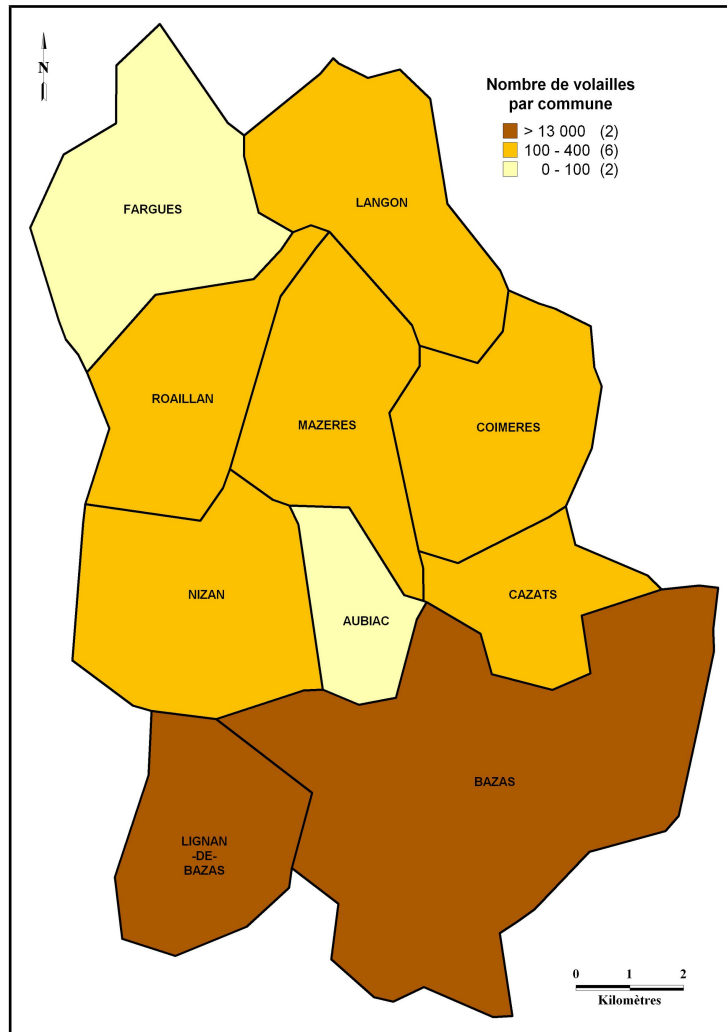 N
Nombre de volailles
par commune
> 13 000 (2)
100 - 400 (6)
0 - 100 (2)
FARGUES
LANGON
ROAILLAN
MAZERES
COIMERES
NIZAN
AUBIAC
CAZATS
BAZAS
LIGNAN
-DE-
BAZAS
0 1 2
Kilomètres